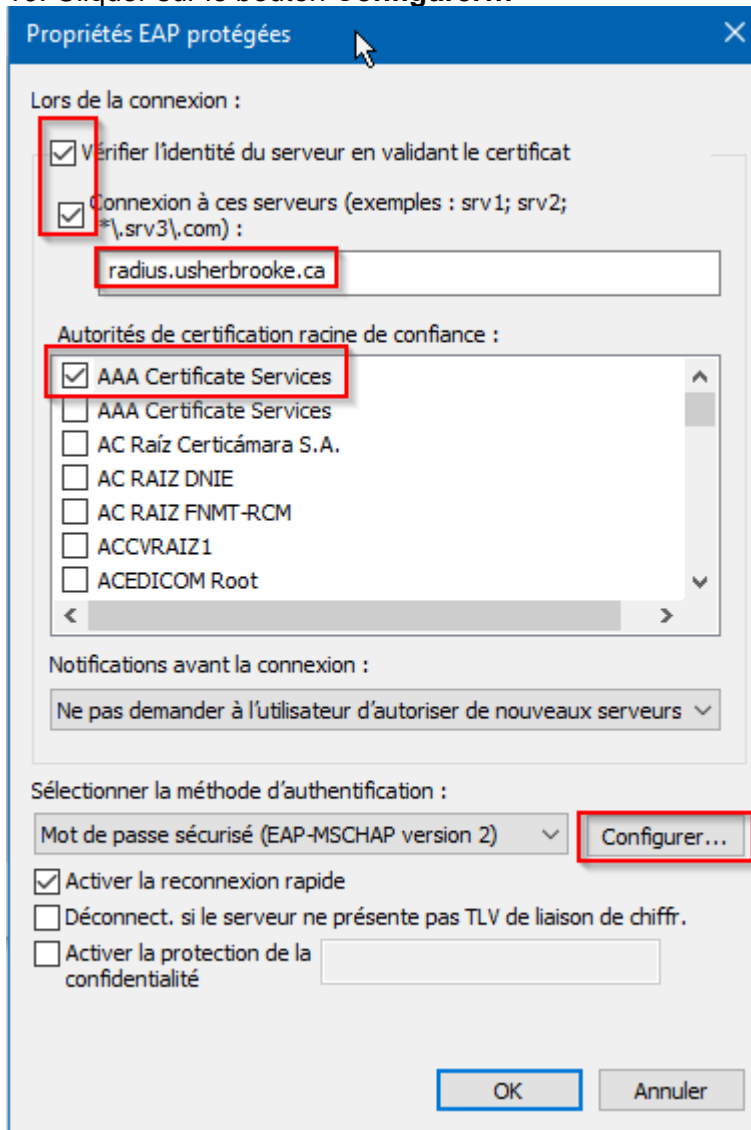 Propriétés EAP protégées
Lors de la connexion :
Vérifier l'identité du serveur en validant le certificat
Connexion à ces serveurs (exemples : srv1; srv2;
*\.srv3\.com) :
radius.usherbrooke.ca
Autorités de certification racine de confiance :
AAA Certificate Services
AAA Certificate Services
AC Raíz Certicámara S.A.
AC RAIZ DNIE
AC RAIZ FNMT-RCM
ACCVRAIZ1
ACEDICOM Root
Notifications avant la connexion :
Ne pas demander à l'utilisateur d'autoriser de nouveaux serveurs
Sélectionner la méthode d'authentification :
Mot de passe sécurisé (EAP-MSCHAP version 2)
Configurer...
Activer la reconnexion rapide
Déconnect. si le serveur ne présente pas TLV de liaison de chiffr.
Activer la protection de la
confidentialité
OK
Annuler